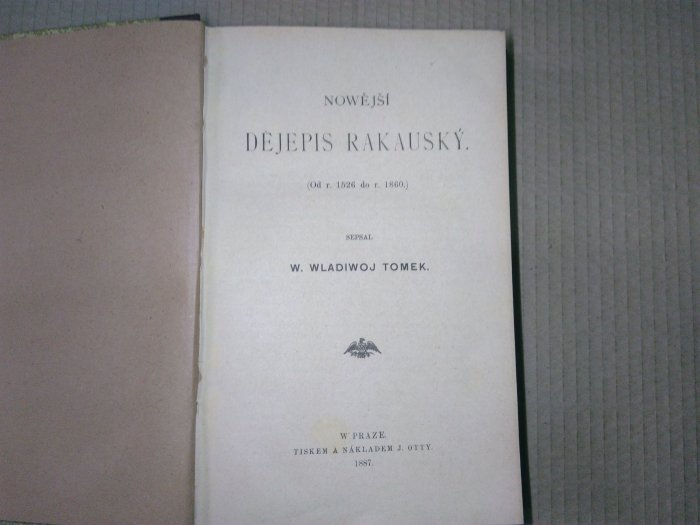 NOWĚJŠÍ
DĚJEPIS RAKAUSKÝ.
(Od r. 1526 do r. 1860.)
SEPSAL
W. WLADIWOJ TOMEK.
W PRAZE.
TISKEM A NÁKLADEM J. OTTY.
1887.